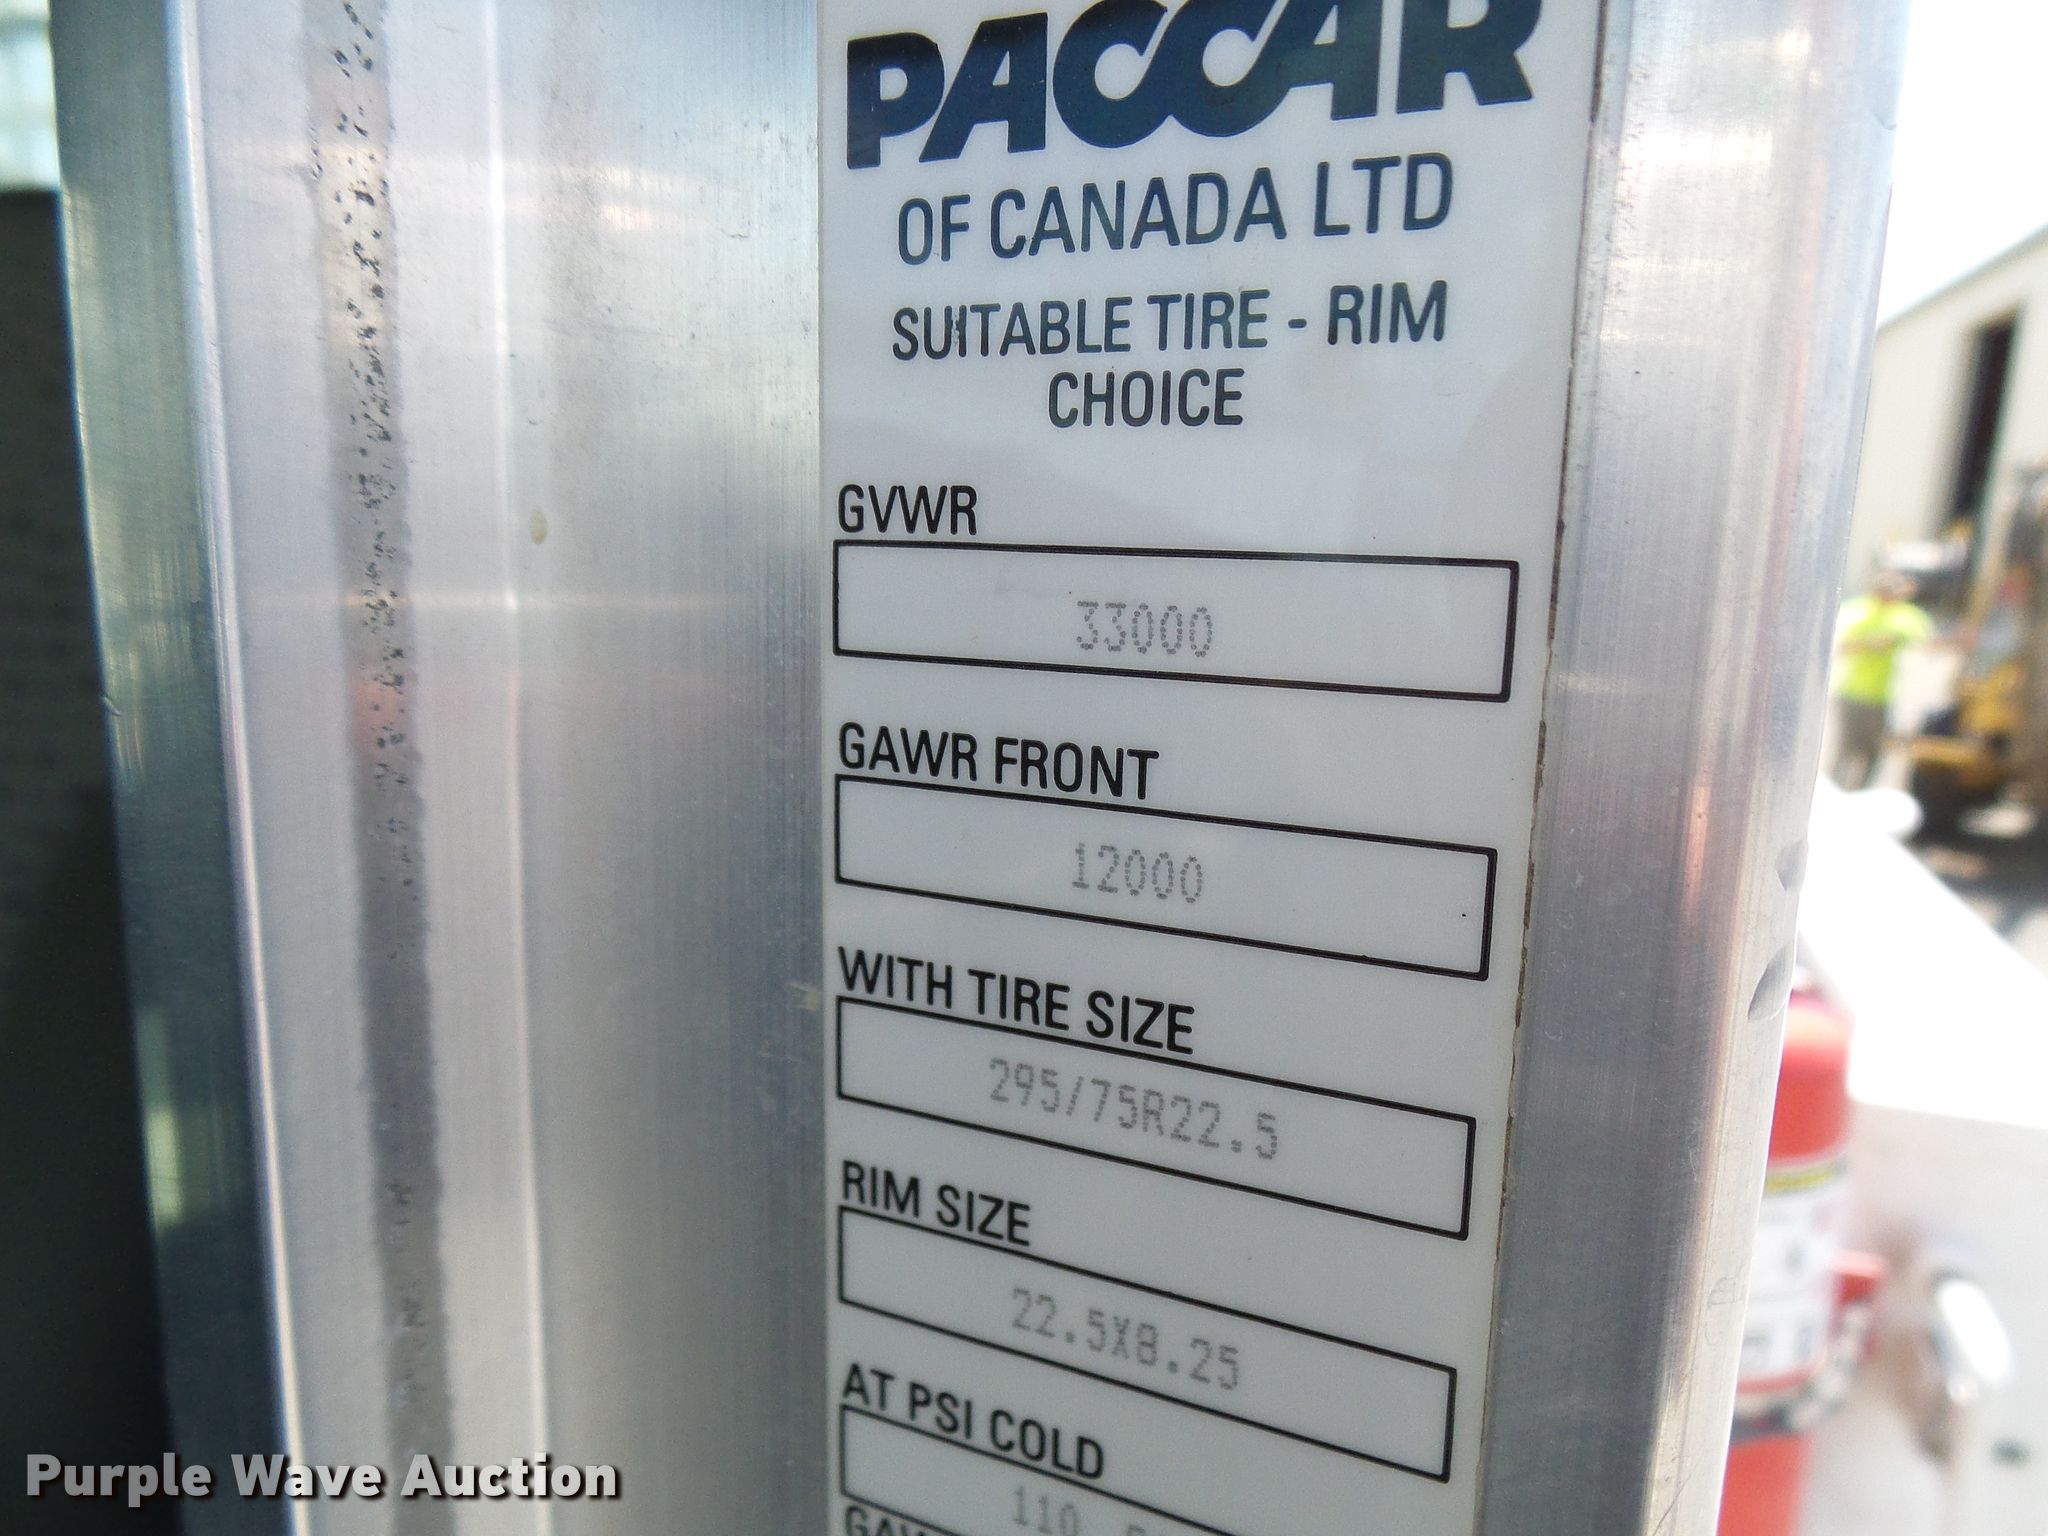 PACCAR
OF CANADA LTD
SUITABLE TIRE - RIM
CHOICE
GVWR
33000
GAWR FRONT
12000
WITH TIRE SIZE
295/75R22.5
RIM SIZE
22.5X8.25
AT PSI COLD
110
Purple Wave Auction